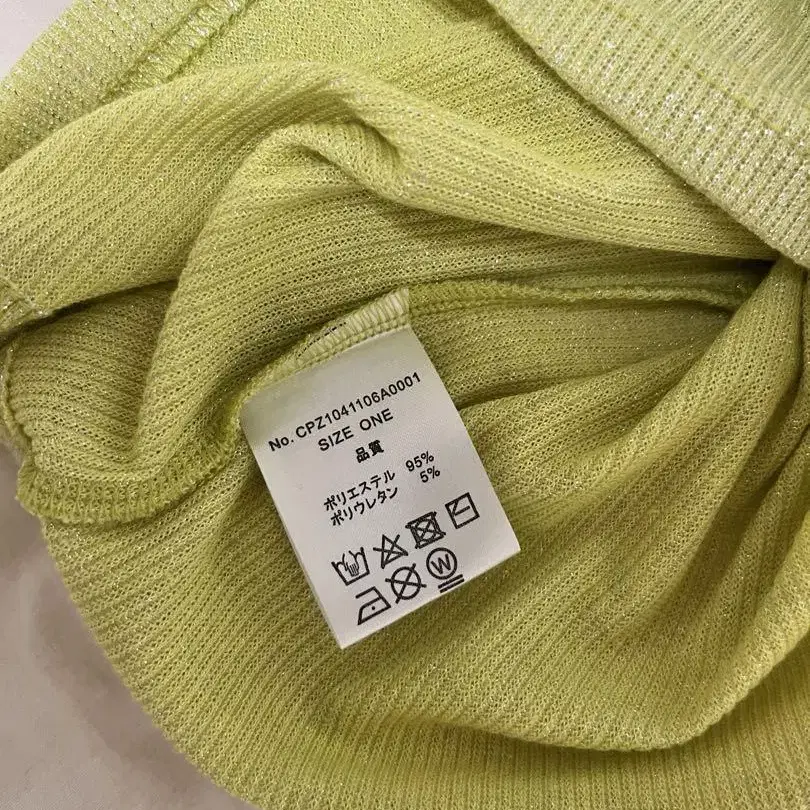 No. CPZ1041106A0001
SIZE ONE
品質
ポリエステル 95%
ポリウレタン 5%
W